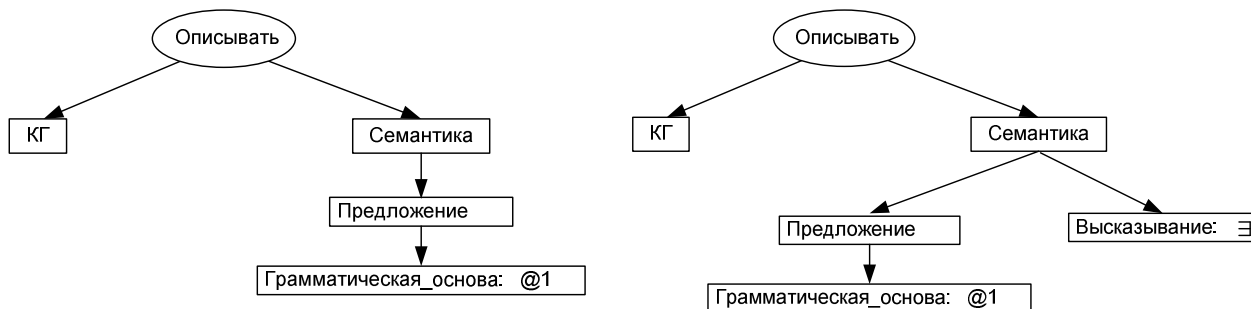 Описывать
КГ
Семантика
Предложение
Грамматическая_основа: @1
Описывать
КГ
Семантика
Предложение
Высказывание: ∃
Грамматическая_основа: @1